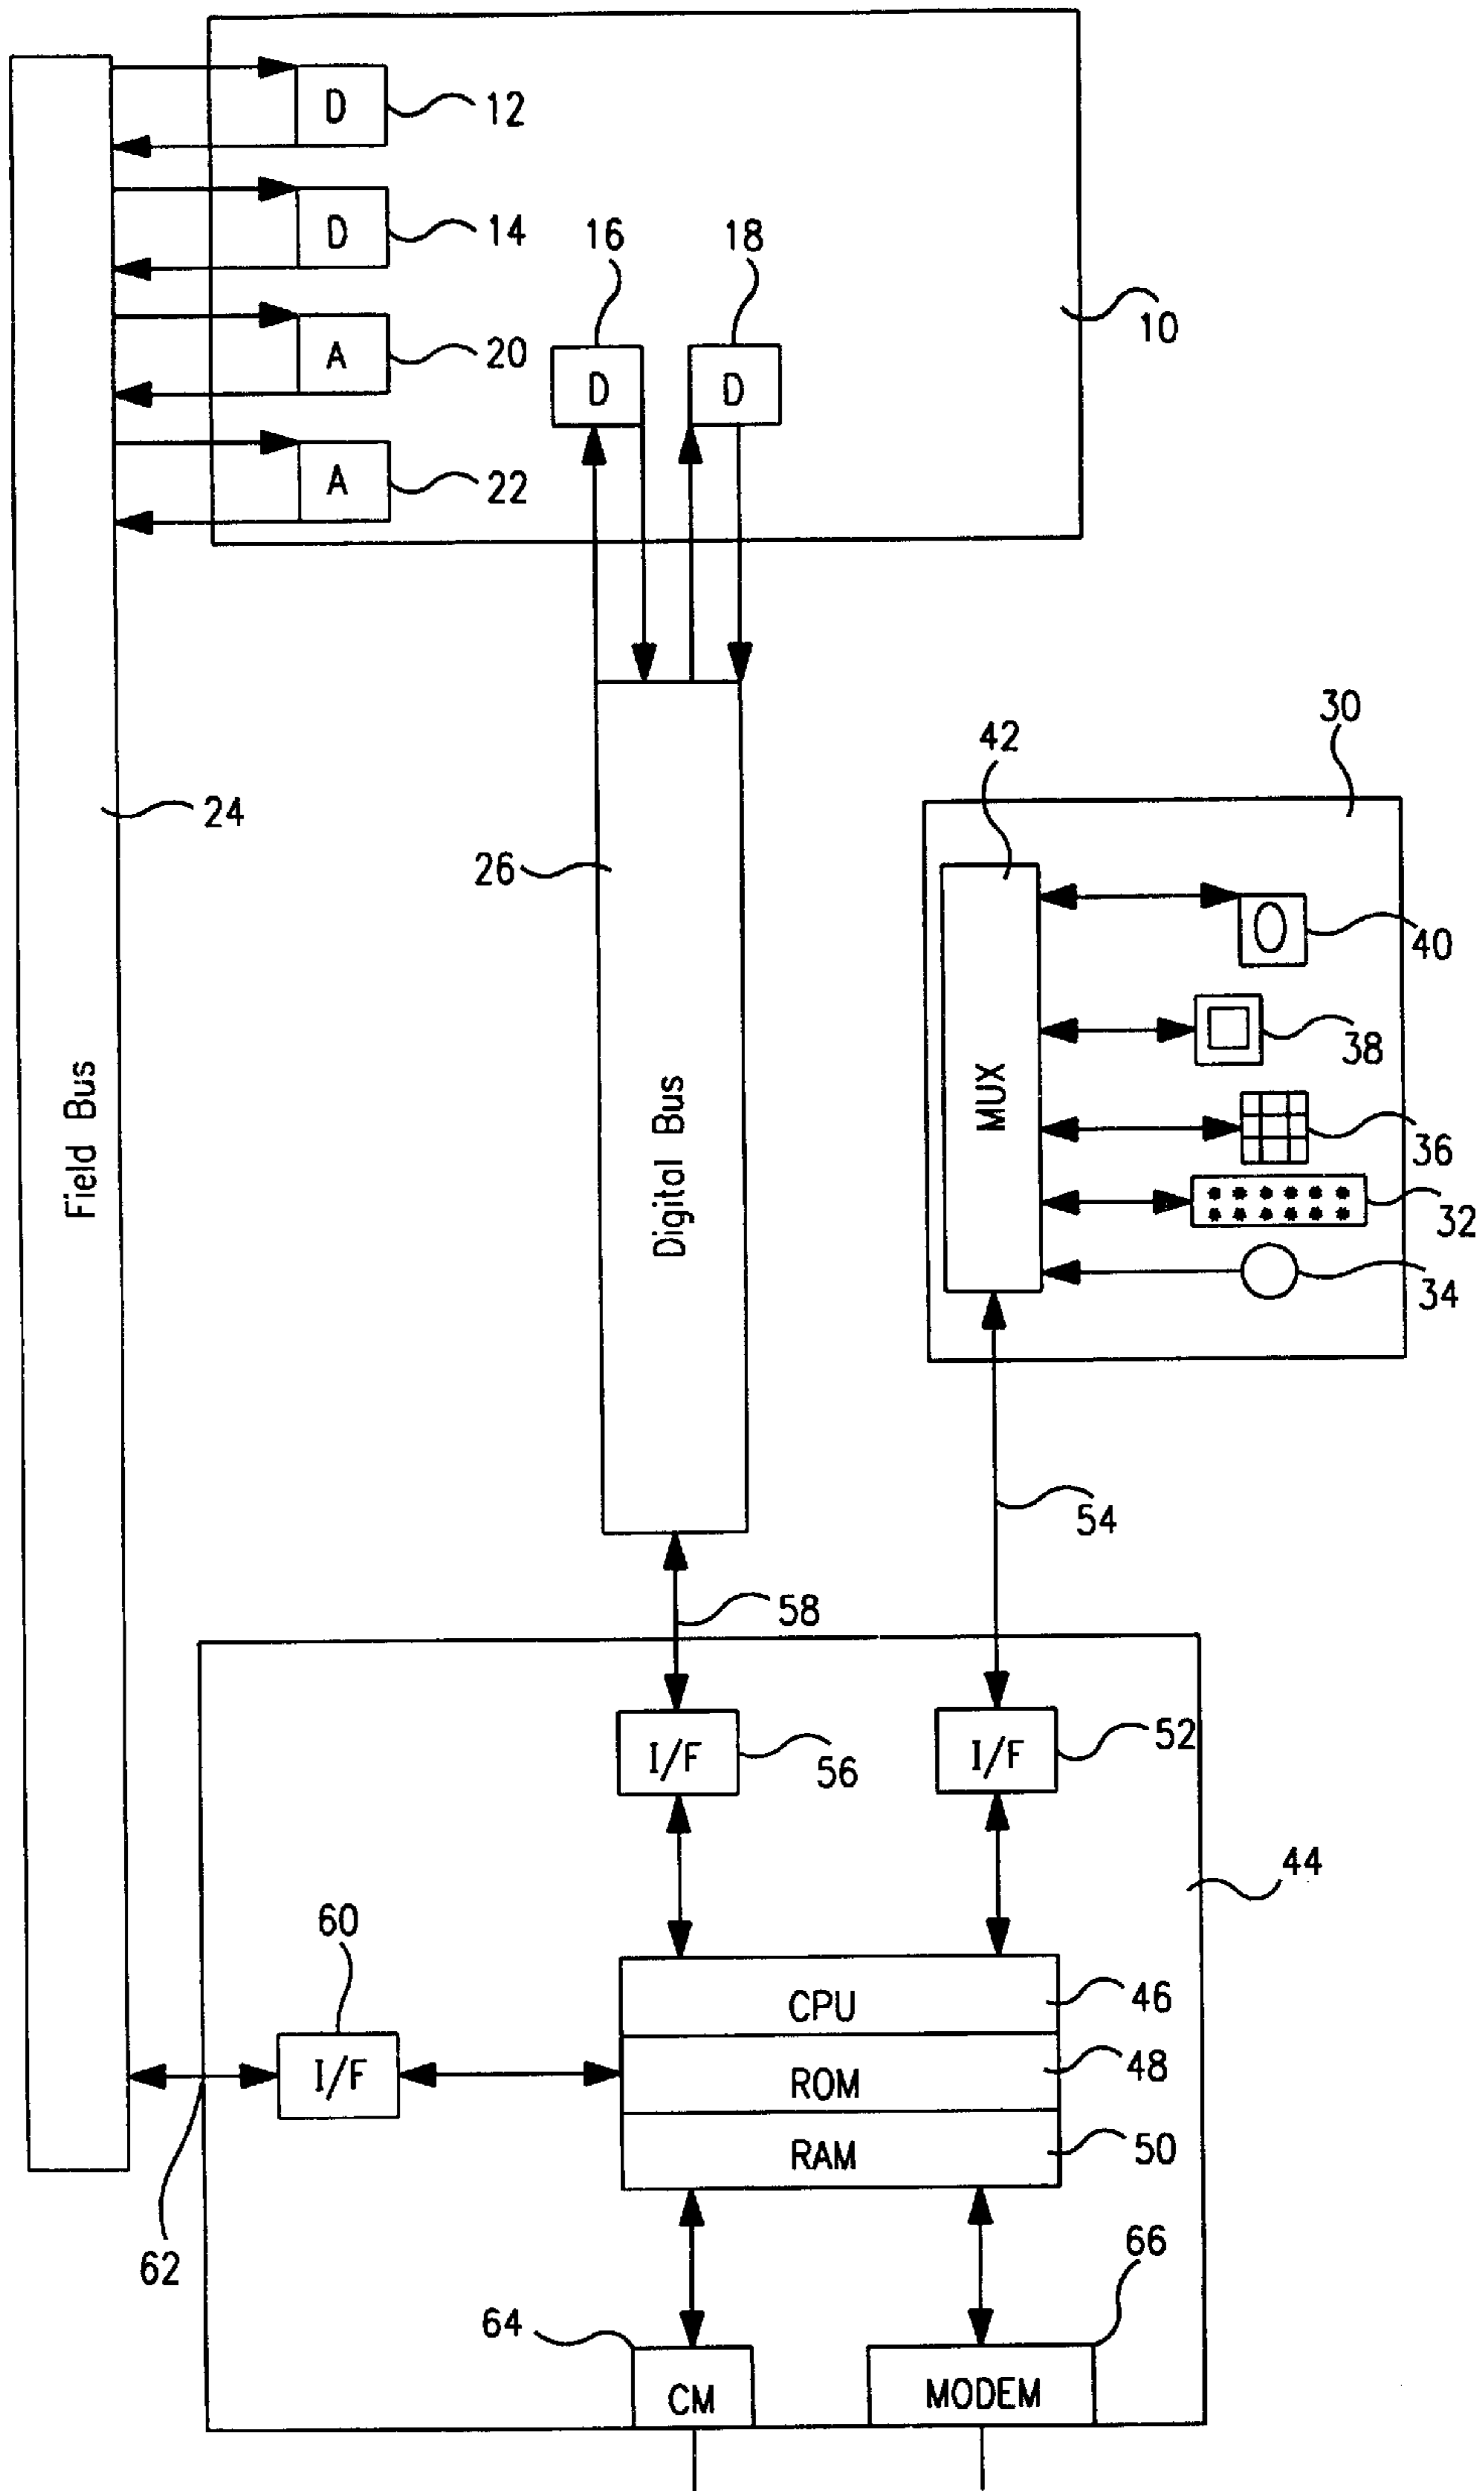 D
12
D
14
16
18
10
A
20
D
D
A
22
30
42
24
26
40
38
Field Bus
Digital Bus
MUX
36
32
34
54
58
I/F
56
I/F
52
44
60
CPU
46
I/F
ROM
48
RAM
50
62
66
64
CM
MODEM